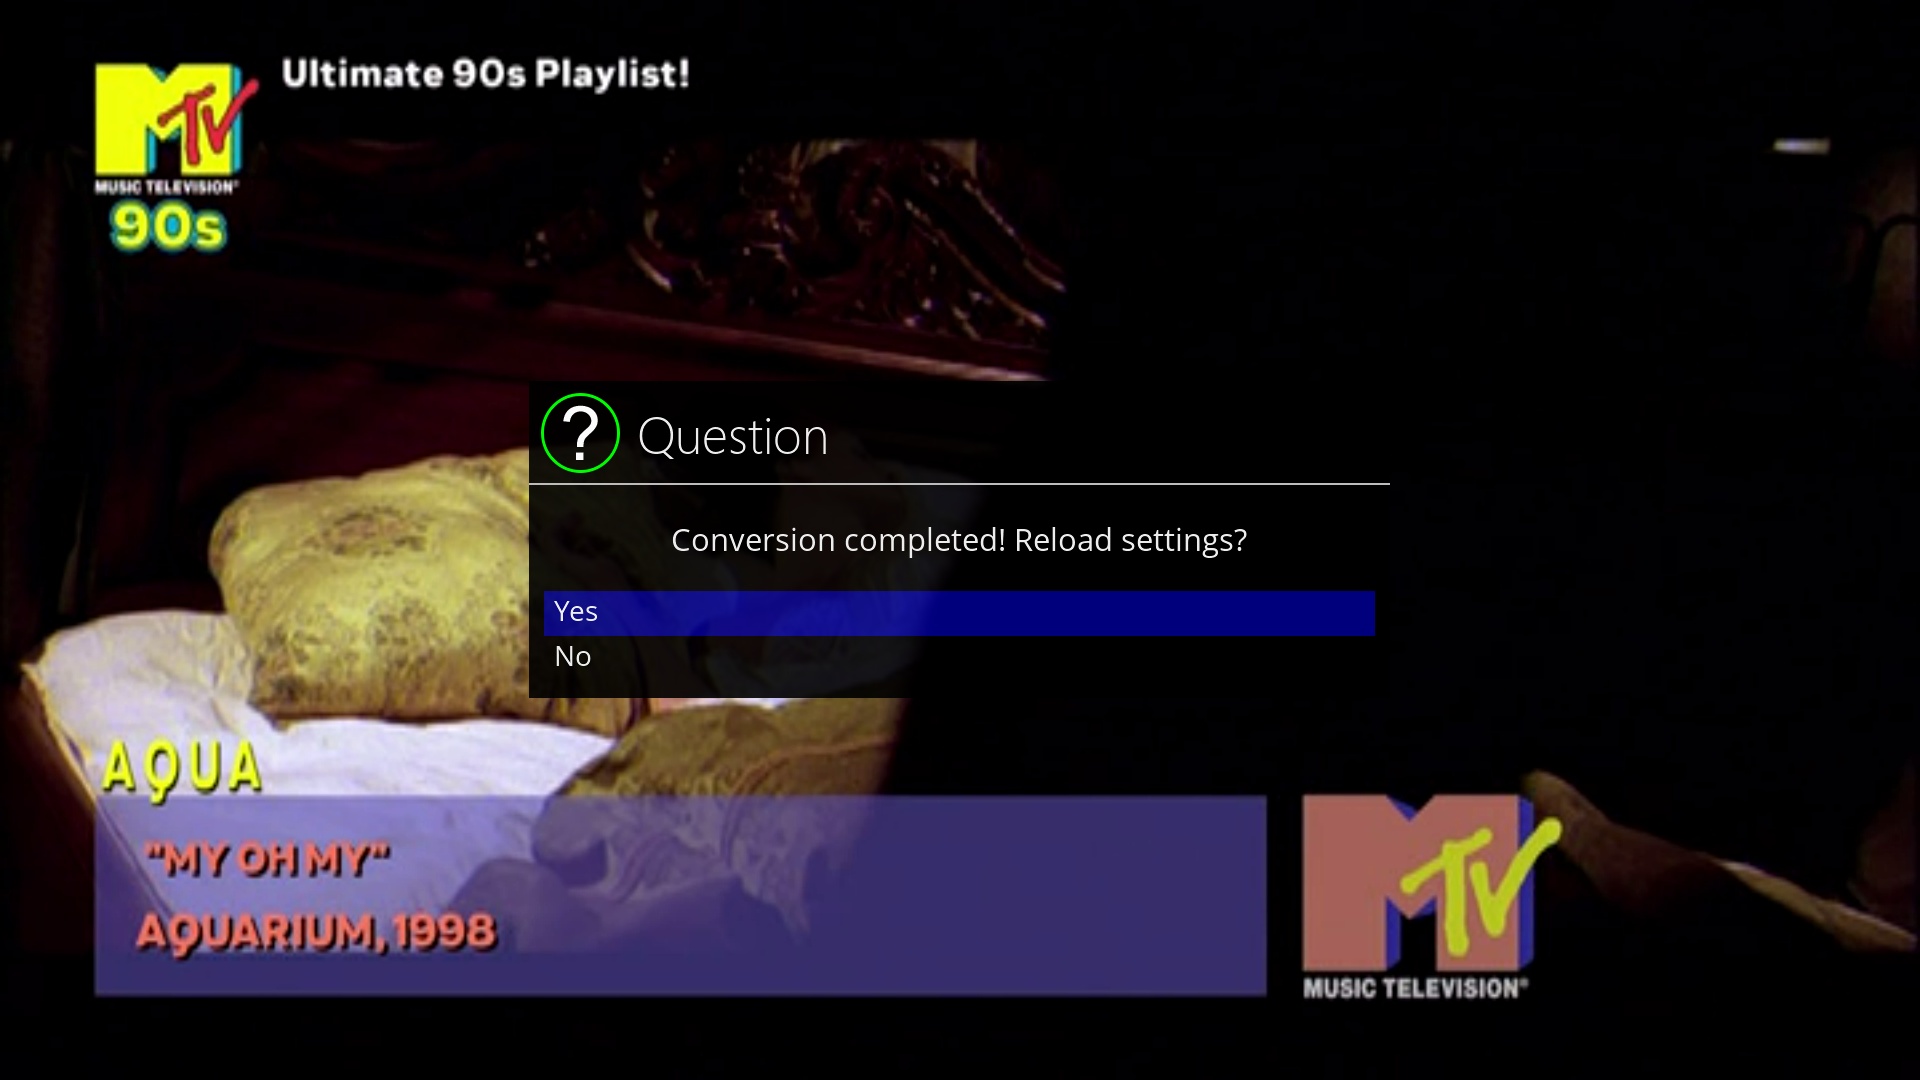 Ultimate 90s Playlist!
MTV
MUSIC TELEVISION®
90s
? Question
Conversion completed! Reload settings?
Yes
No
AQUA
"MY OH MY"
AQUARIUM, 1998
MTV
MUSIC TELEVISION®